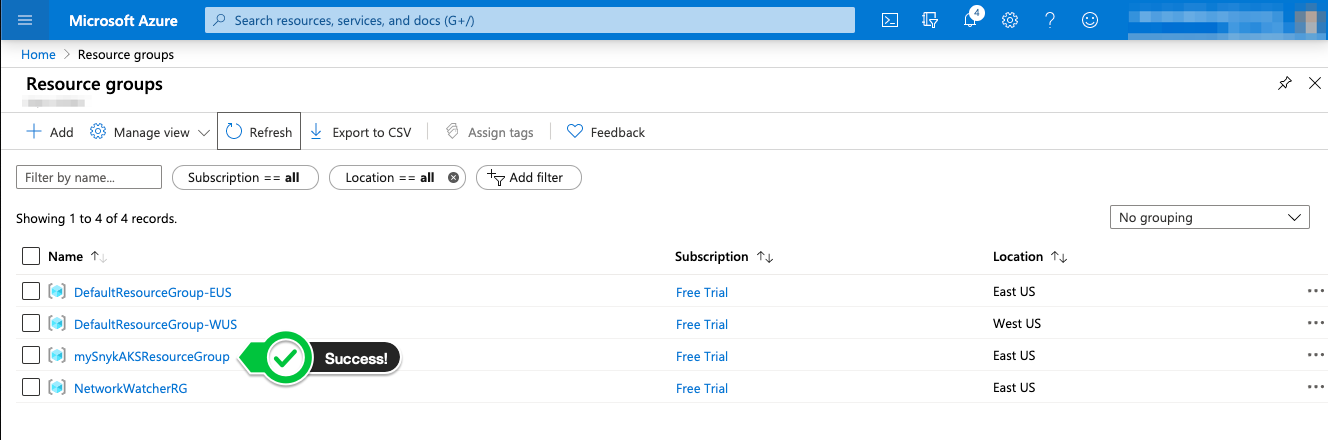 Microsoft Azure Search resources, services, and docs (G+/) 4
Home > Resource groups
Resource groups
Add Manage view Refresh Export to CSV Assign tags Feedback
Filter by name... Subscription == all Location == all Add filter
Showing 1 to 4 of 4 records. No grouping
Name Subscription Location
DefaultResourceGroup-EUS Free Trial East US
DefaultResourceGroup-WUS Free Trial West US
mySnykAKSResourceGroup Success! Free Trial East US
NetworkWatcherRG Free Trial East US